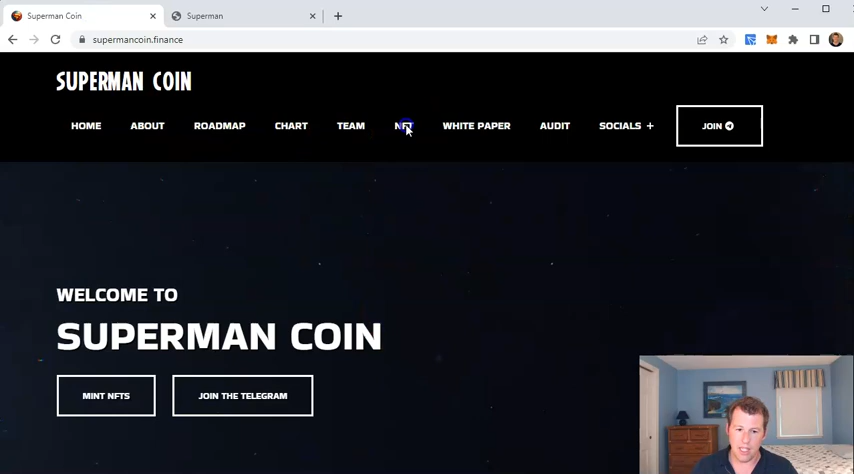 Superman Coin
Superman
supermancoin.finance
SUPERMAN COIN
HOME ABOUT ROADMAP CHART TEAM NFT WHITE PAPER AUDIT SOCIALS + JOIN
WELCOME TO
SUPERMAN COIN
MINT NFTS JOIN THE TELEGRAM